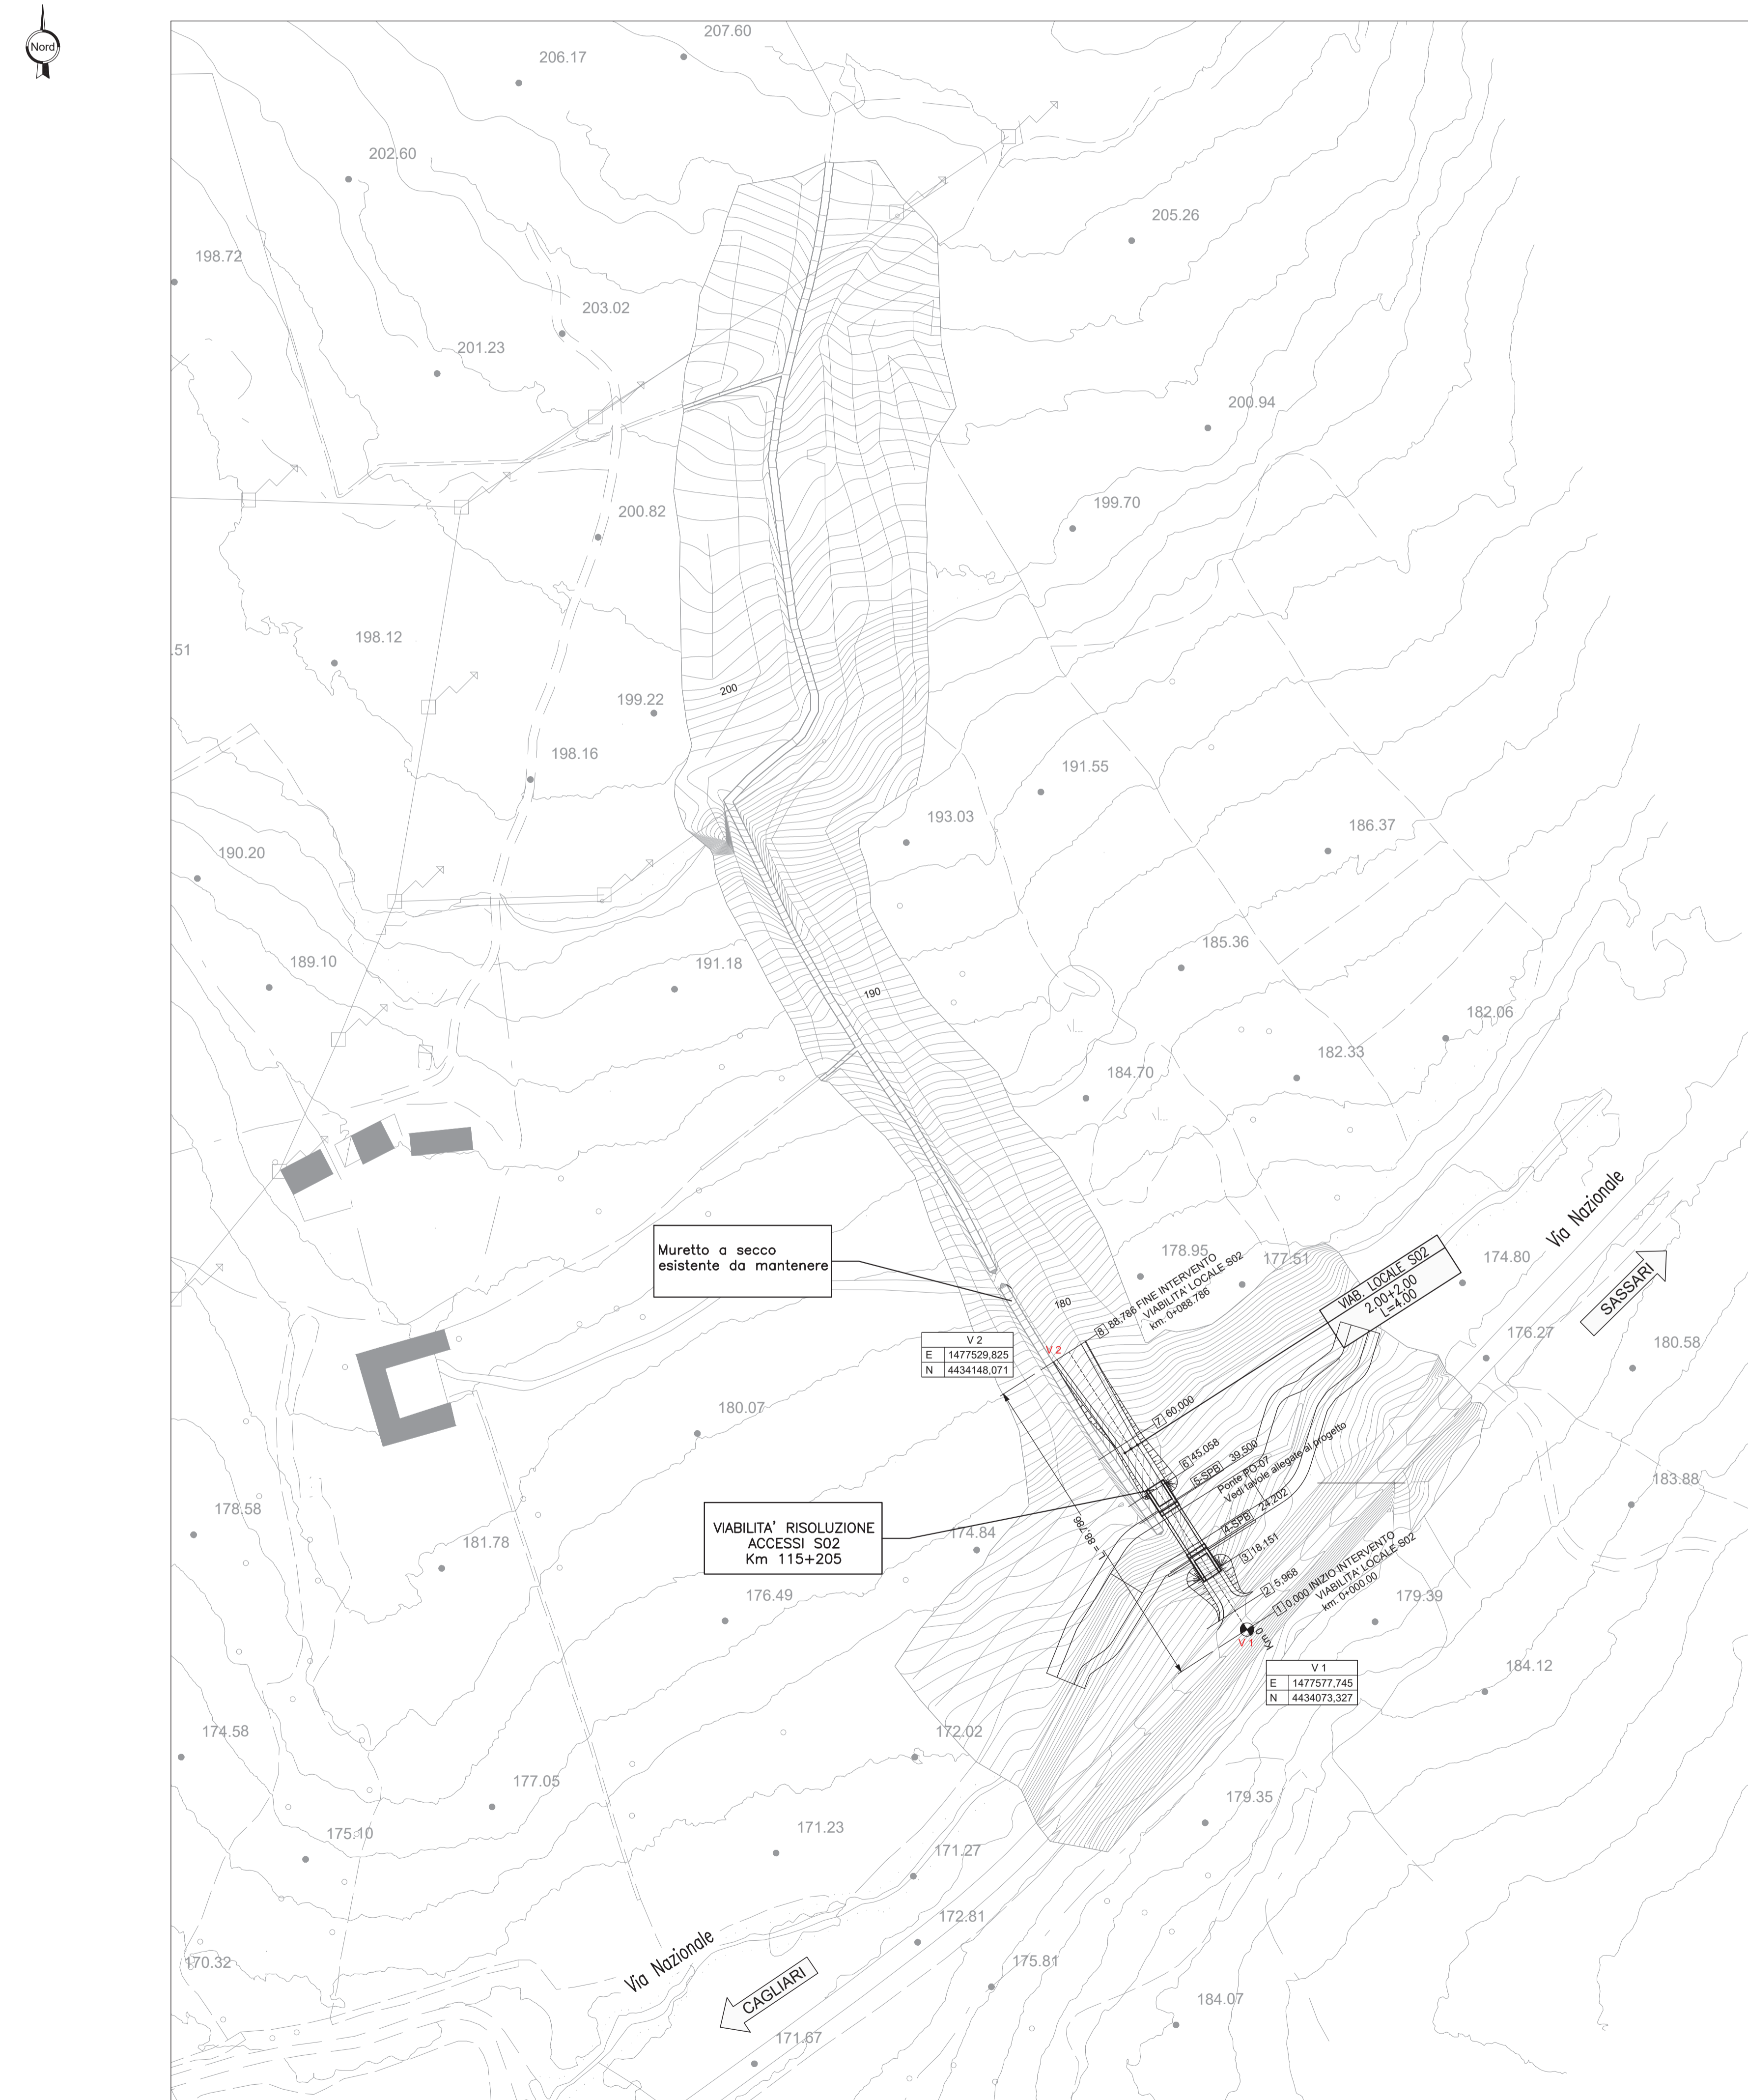 Nord
207.60
206.17
202.60
205.26
198.72
203.02
201.23
200.94
200.82
199.70
198.12
.51
200
199.22
198.16
191.55
193.03
186.37
190.20
185.36
189.10
191.18
190
182.06
182.33
184.70
Via Nazionale
Muretto a secco
esistente da mantenere
178.95
177.51
174.80
SASSARI
VIAB. LOCALE S02
2.00+2.00
L=4.00
180
8 88,786 FINE INTERVENTO
VIABILITA' LOCALE S02
km. 0+088.786
V 2
E 1477529,825
N 4434148,071
V 2
176.27
180.58
7 60,000
180.07
6 45,058
5-SPB 39,500
Ponte PO-07
Vedi tavole allegate al progetto
4-SPB 24,202
183.88
178.58
VIABILITA' RISOLUZIONE
ACCESSI S02
Km 115+205
174.84
L = 88,786
181.78
3 18,151
2 5,968
1 0,000 INIZIO INTERVENTO
VIABILITA' LOCALE S02
km. 0+000.00
176.49
179.39
Km 0
V 1
V 1
E 1477577,745
N 4434073,327
184.12
174.58
172.02
177.05
179.35
175.10
171.23
171.27
172.81
Via Nazionale
170.32
175.81
CAGLIARI
184.07
171.67